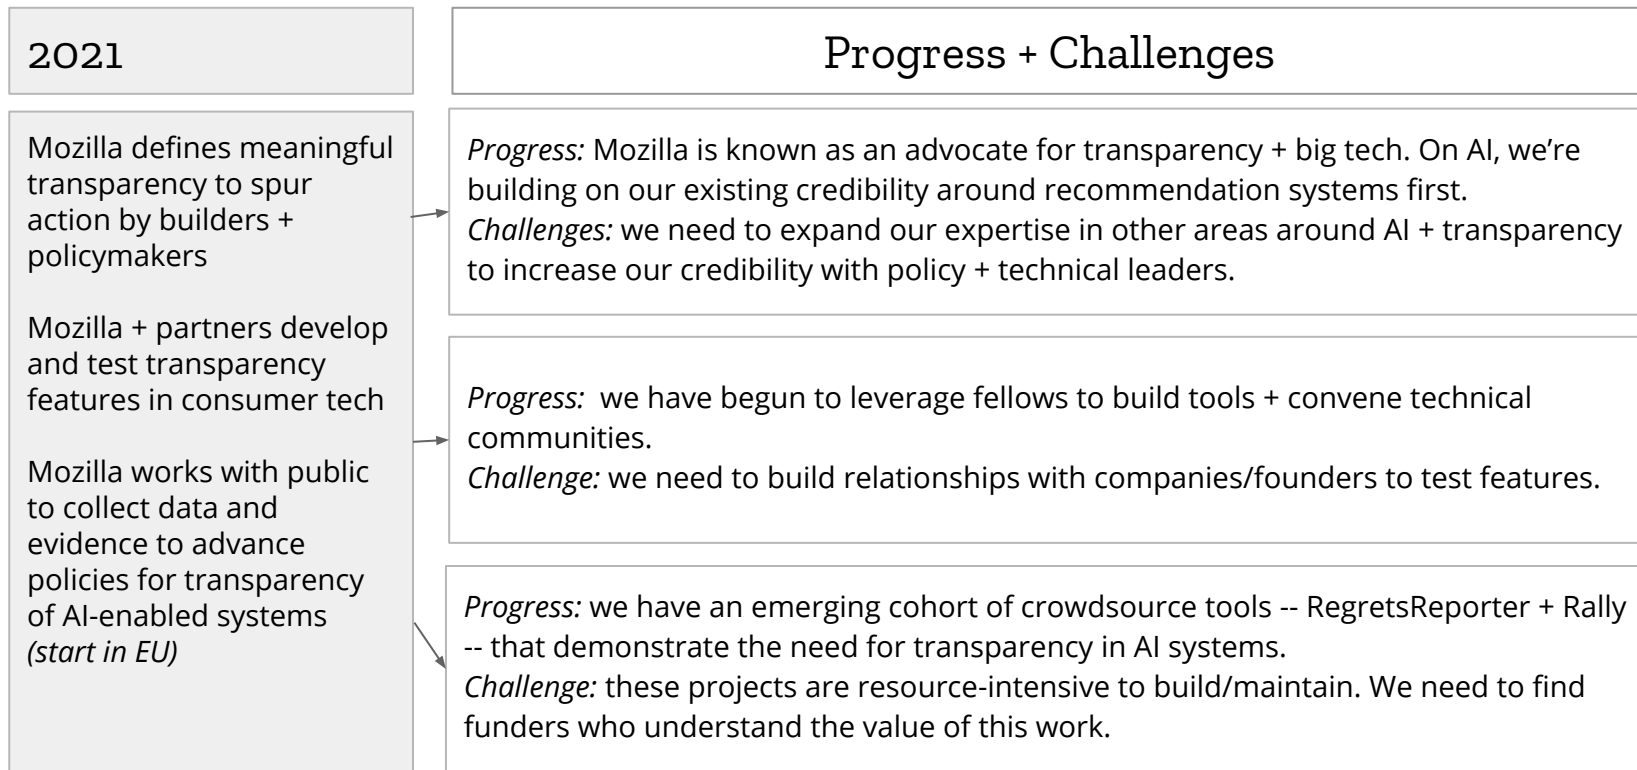 2021
Progress + Challenges
Mozilla defines meaningful
transparency to spur
action by builders +
policymakers
Mozilla + partners develop
and test transparency
features in consumer tech
Mozilla works with public
to collect data and
evidence to advance
policies for transparency
of AI-enabled systems
(start in EU)
Progress: Mozilla is known as an advocate for transparency + big tech. On AI, we’re
building on our existing credibility around recommendation systems first.
Challenges: we need to expand our expertise in other areas around AI + transparency
to increase our credibility with policy + technical leaders.
Progress:  we have begun to leverage fellows to build tools + convene technical
communities.
Challenge: we need to build relationships with companies/founders to test features.
Progress: we have an emerging cohort of crowdsource tools -- RegretsReporter + Rally
-- that demonstrate the need for transparency in AI systems.
Challenge: these projects are resource-intensive to build/maintain. We need to find
funders who understand the value of this work.